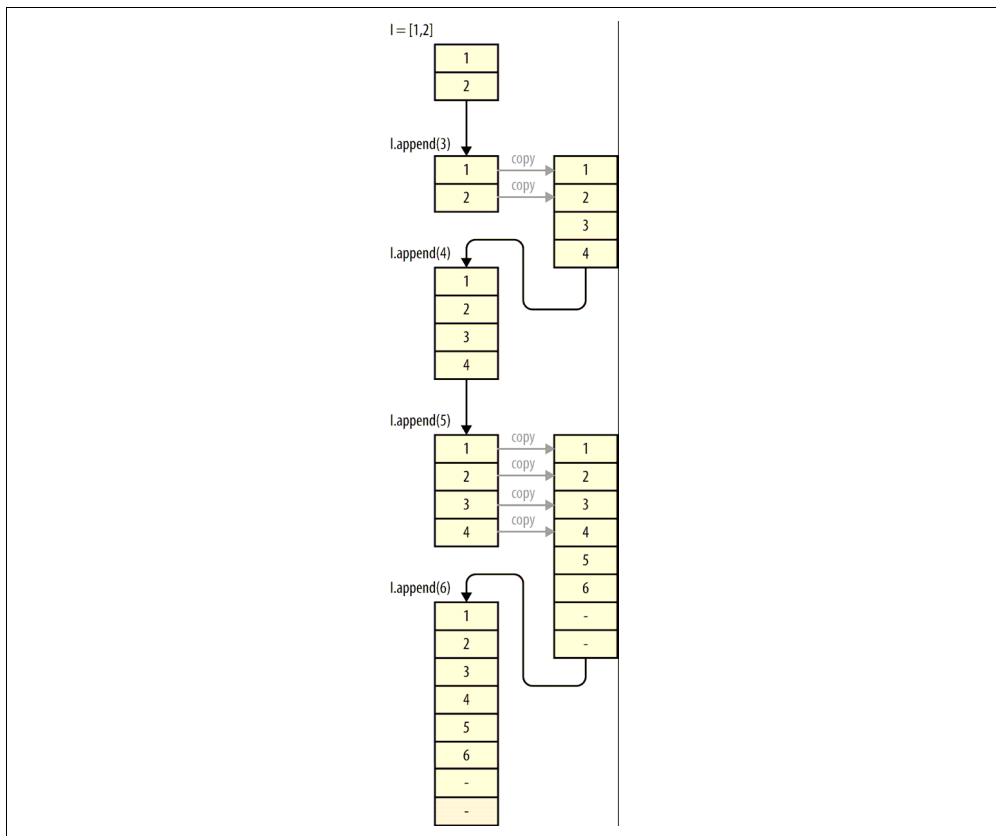 l = [1,2]
1
2
l.append(3)
1 copy 1
2 copy 2
3
4
l.append(4)
1
2
3
4
l.append(5)
1 copy 1
2 copy 2
3 copy 3
4 copy 4
5
6
-
-
l.append(6)
1
2
3
4
5
6
-
-